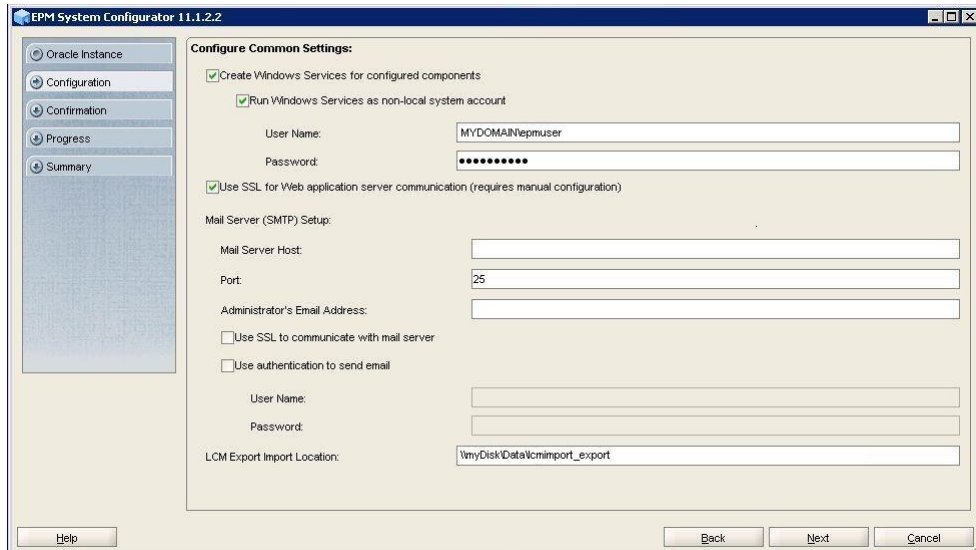 EPM System Configurator 11.1.2.2
Oracle Instance
Configuration
Confirmation
Progress
Summary
Configure Common Settings:
Create Windows Services for configured components
Run Windows Services as non-local system account
User Name: MYDOMAIN\epmuser
Password: ●●●●●●●●●●
Use SSL for Web application server communication (requires manual configuration)
Mail Server (SMTP) Setup:
Mail Server Host:
Port: 25
Administrator's Email Address:
Use SSL to communicate with mail server
Use authentication to send email
User Name:
Password:
LCM Export Import Location: \\myDisk\Data\lcmimport_export
Help Back Next Cancel